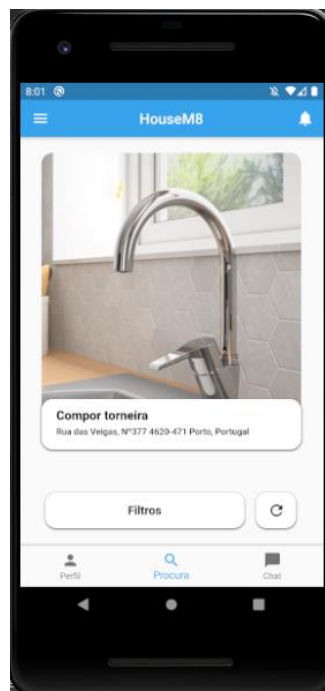 8:01
HouseM8
Compor torneira
Rua das Veigas, Nº377 4620-471 Porto, Portugal
Filtros
Perfil
Procura
Chat